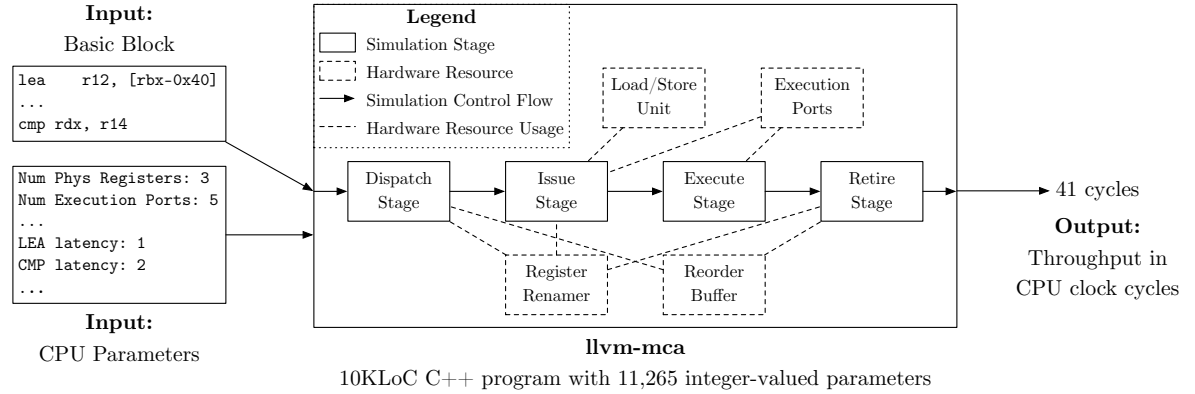 Input:
Basic Block
lea    r12, [rbx-0x40]
...
cmp rdx, r14
Num Phys Registers: 3
Num Execution Ports: 5
...
LEA latency: 1
CMP latency: 2
...
Input:
CPU Parameters
Legend
Simulation Stage
Hardware Resource
Simulation Control Flow
Hardware Resource Usage
Load/Store
Unit
Execution
Ports
Dispatch
Stage
Issue
Stage
Execute
Stage
Retire
Stage
Register
Renamer
Reorder
Buffer
41 cycles
Output:
Throughput in
CPU clock cycles
llvm-mca
10KLoC C++ program with 11,265 integer-valued parameters